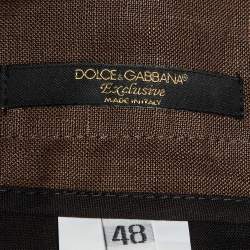 DOLCE & GABBANA®
Exclusive
MADE IN ITALY
48